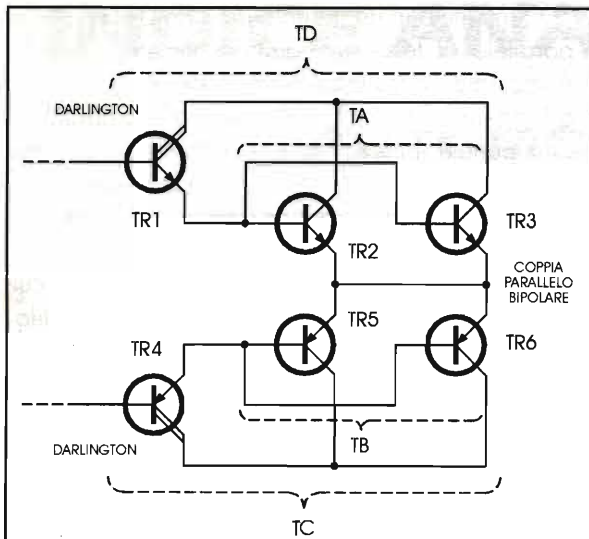 TD
DARLINGTON
TA
TR1
TR2
TR3
COPPIA
PARALLELO
BIPOLARE
TR4
TR5
TR6
DARLINGTON
TB
TC